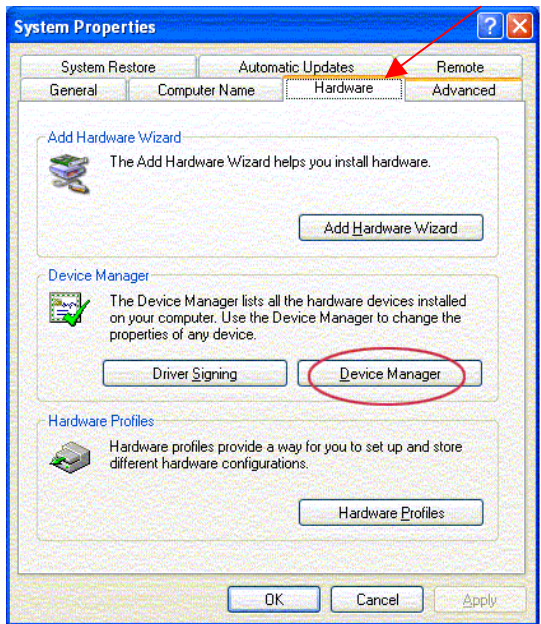 System Properties
System Restore Automatic Updates Remote
General Computer Name Hardware Advanced
Add Hardware Wizard
The Add Hardware Wizard helps you install hardware.
Add Hardware Wizard
Device Manager
The Device Manager lists all the hardware devices installed
on your computer. Use the Device Manager to change the
properties of any device.
Driver Signing Device Manager
Hardware Profiles
Hardware profiles provide a way for you to set up and store
different hardware configurations.
Hardware Profiles
OK Cancel Apply